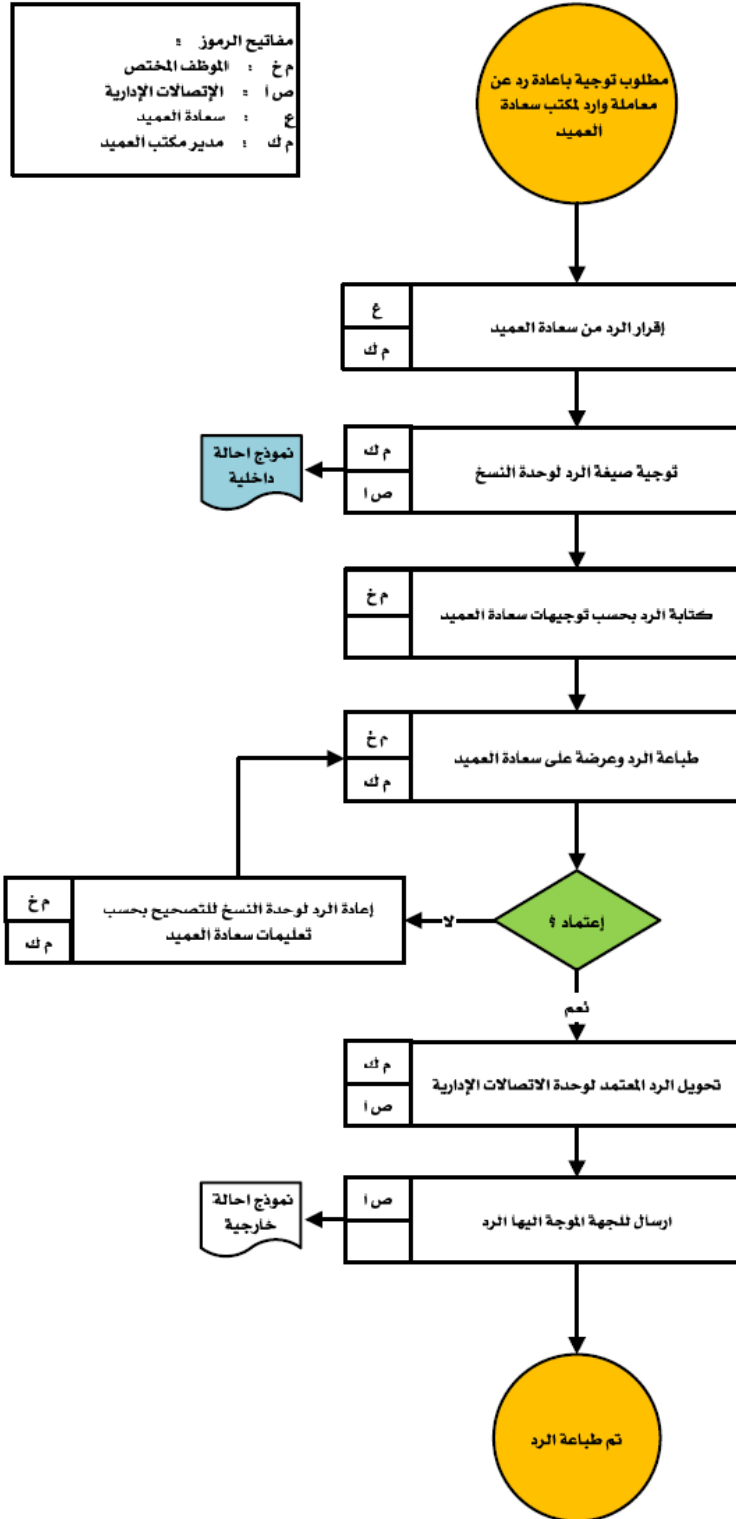 مفاتيح الرموز :
م خ : الموظف المختص
ص ا : الإتصالات الإدارية
ع : سعادة العميد
م ك : مدير مكتب العميد
مطلوب توجية باعادة رد عن
معاملة وارد لمكتب سعادة
العميد
إقرار الرد من سعادة العميد
ع
م ك
توجية صيغة الرد لوحدة النسخ
م ك
ص ا
نموذج احالة
داخلية
كتابة الرد بحسب توجيهات سعادة العميد
م خ
طباعة الرد وعرضة على سعادة العميد
م خ
م ك
إعتماد ؟
لا
إعادة الرد لوحدة النسخ للتصحيح بحسب
تعليمات سعادة العميد
م خ
م ك
نعم
تحويل الرد المعتمد لوحدة الاتصالات الإدارية
م ك
ص ا
ارسال للجهة الموجة اليها الرد
ص ا
نموذج احالة
خارجية
تم طباعة الرد